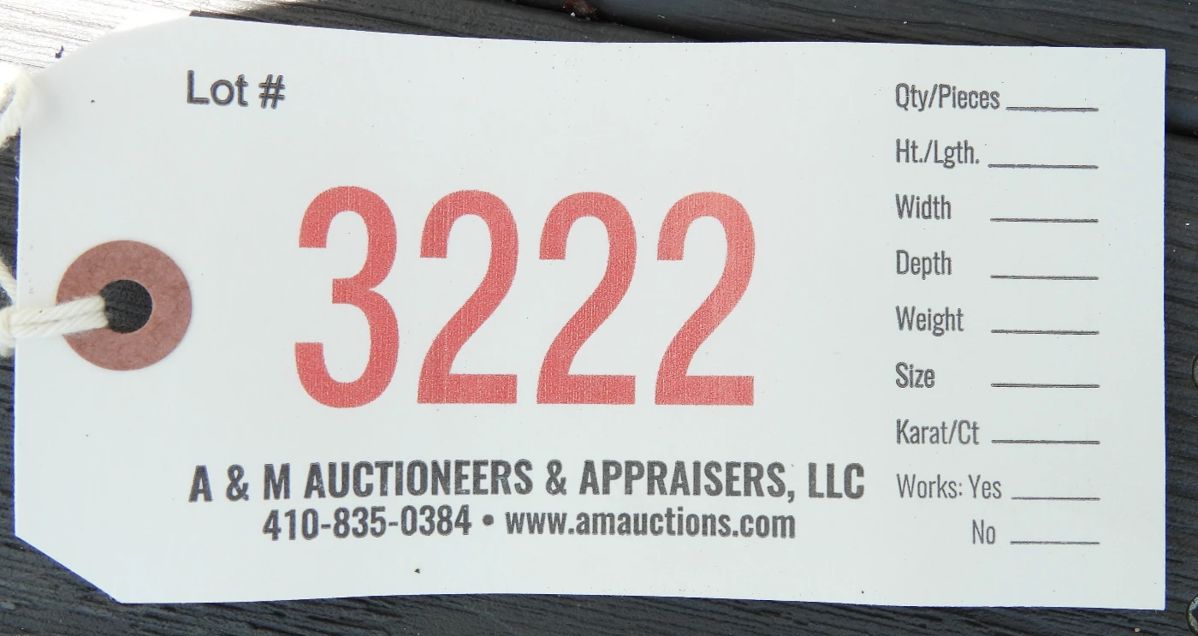 Lot #
3222
A & M AUCTIONEERS & APPRAISERS, LLC
410-835-0384 • www.amauctions.com
Qty/Pieces
Ht./Lgth.
Width
Depth
Weight
Size
Karat/Ct
Works: Yes
No